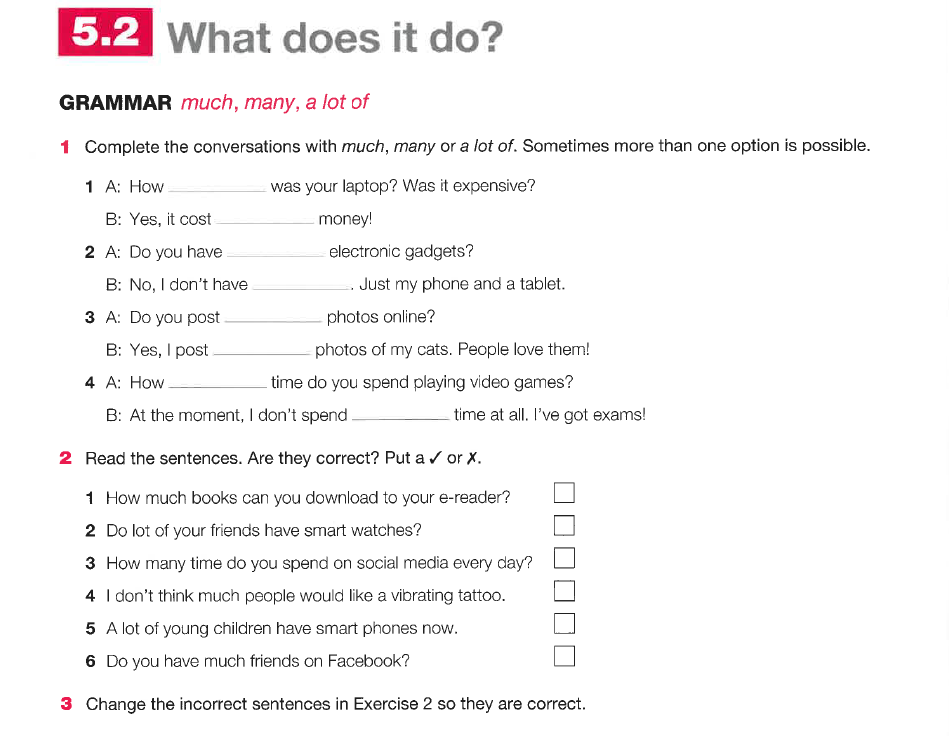 5.2 What does it do?
GRAMMAR much, many, a lot of
1 Complete the conversations with much, many or a lot of. Sometimes more than one option is possible.
1 A: How ____________ was your laptop? Was it expensive?
B: Yes, it cost ____________ money!
2 A: Do you have ____________ electronic gadgets?
B: No, I don't have ____________. Just my phone and a tablet.
3 A: Do you post ____________ photos online?
B: Yes, I post ____________ photos of my cats. People love them!
4 A: How ____________ time do you spend playing video games?
B: At the moment, I don't spend ____________ time at all. I've got exams!
2 Read the sentences. Are they correct? Put a ✓ or ✗.
1 How much books can you download to your e-reader?
2 Do lot of your friends have smart watches?
3 How many time do you spend on social media every day?
4 I don't think much people would like a vibrating tattoo.
5 A lot of young children have smart phones now.
6 Do you have much friends on Facebook?
3 Change the incorrect sentences in Exercise 2 so they are correct.